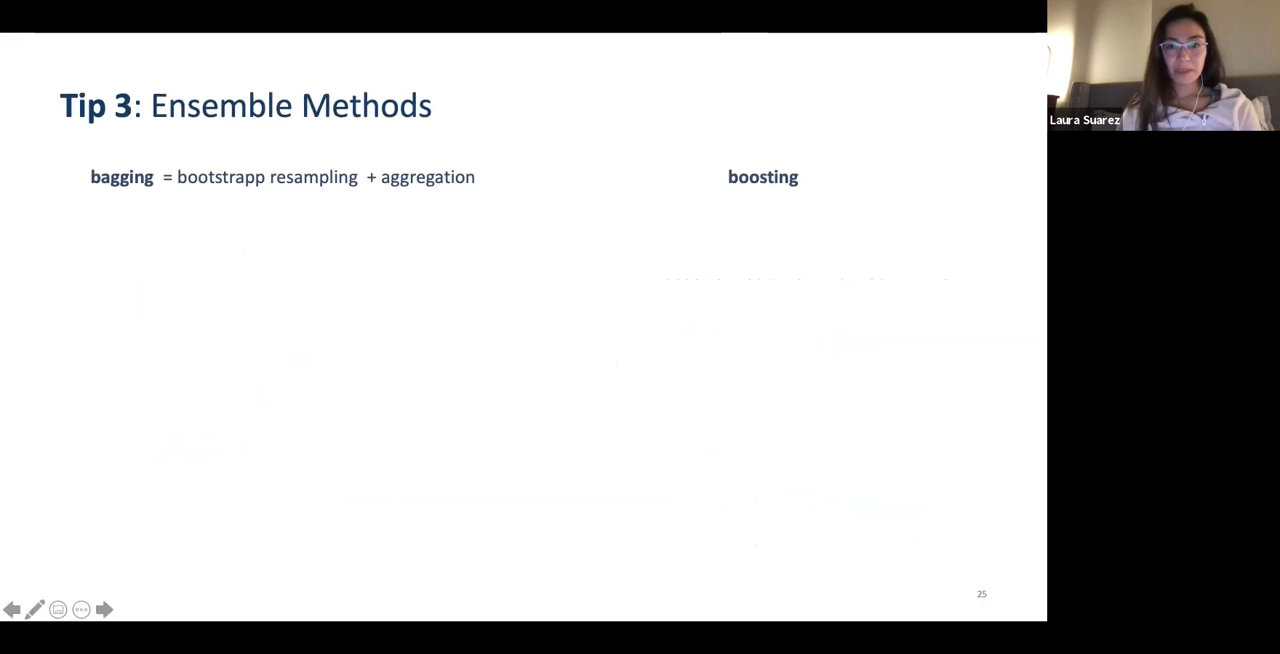 Tip 3: Ensemble Methods
bagging = bootstrapp resampling + aggregation
boosting
25
Laura Suarez